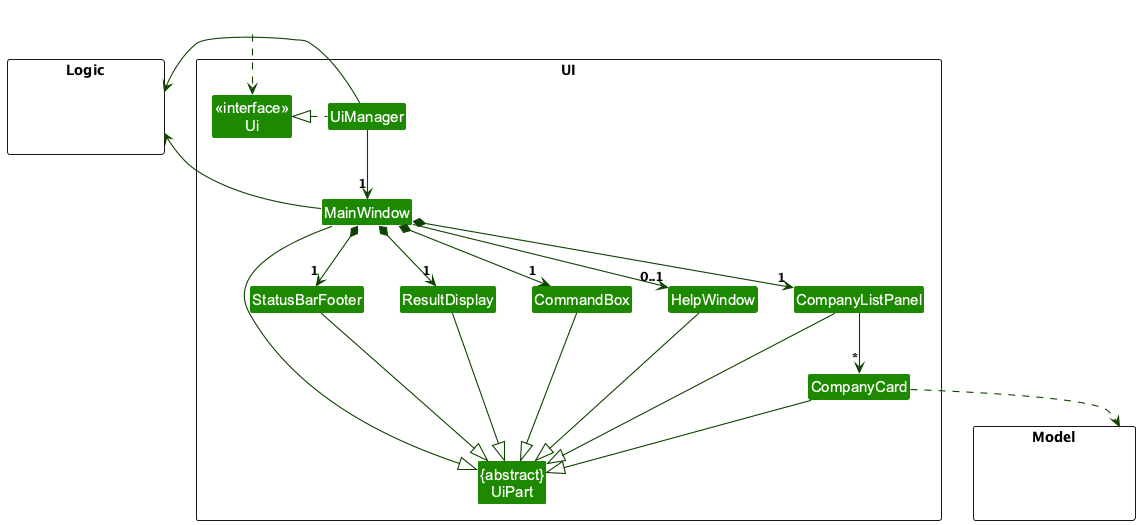 Logic
UI
«interface»
Ui
UiManager
1
MainWindow
1
1
1
0..1
1
StatusBarFooter
ResultDisplay
CommandBox
HelpWindow
CompanyListPanel
*
CompanyCard
Model
{abstract}
UiPart